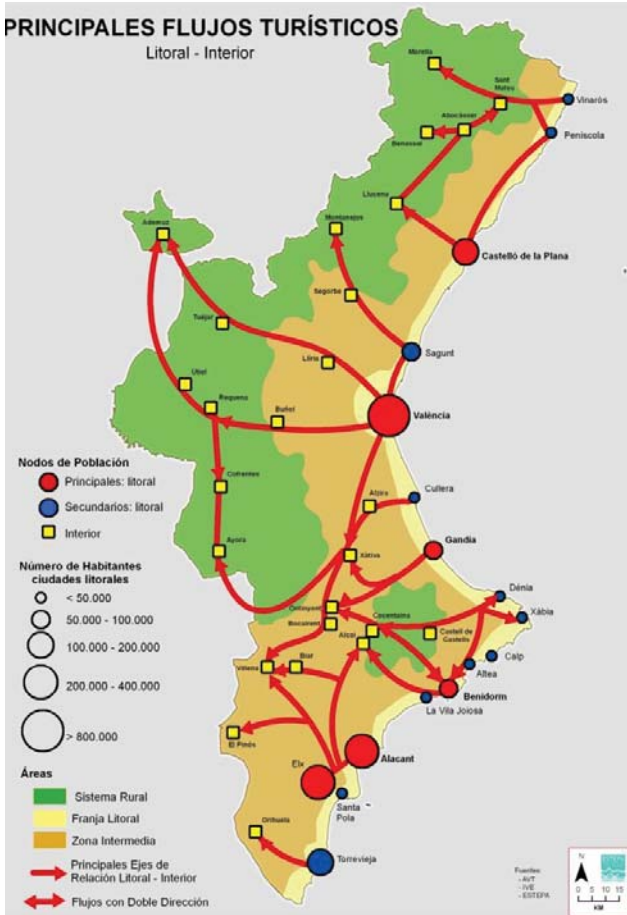 PRINCIPALES FLUJOS TURÍSTICOS
Litoral - Interior
Morella
Sant
Mateu
Vinaròs
Albocàsser
Benassal
Peníscola
Llucena
Ademuz
Montanejos
Castelló de la Plana
Segorbe
Tuéjar
Sagunt
Llíria
Utiel
Requena
Buñol
València
Nodos de Población
Principales: litoral
Secundarios: litoral
Interior
Cofrentes
Alzira
Cullera
Ayora
Xàtiva
Gandia
Número de Habitantes
ciudades litorales
< 50.000
50.000 - 100.000
100.000 - 200.000
200.000 - 400.000
> 800.000
Dénia
Ontinyent
Xàbia
Bocairent
Cocentaina
Alcoi
Castell de
Castells
Calp
Villena
Biar
Altea
Benidorm
La Vila Joiosa
El Pinós
Alacant
Elx
Santa
Pola
Áreas
Sistema Rural
Franja Litoral
Zona Intermedia
Orihuela
Torrevieja
Principales Ejes de
Relación Litoral - Interior
Flujos con Doble Dirección
Fuentes:
- AVT
- IVE
- ESTEPA
N
0 5 10 15
KM